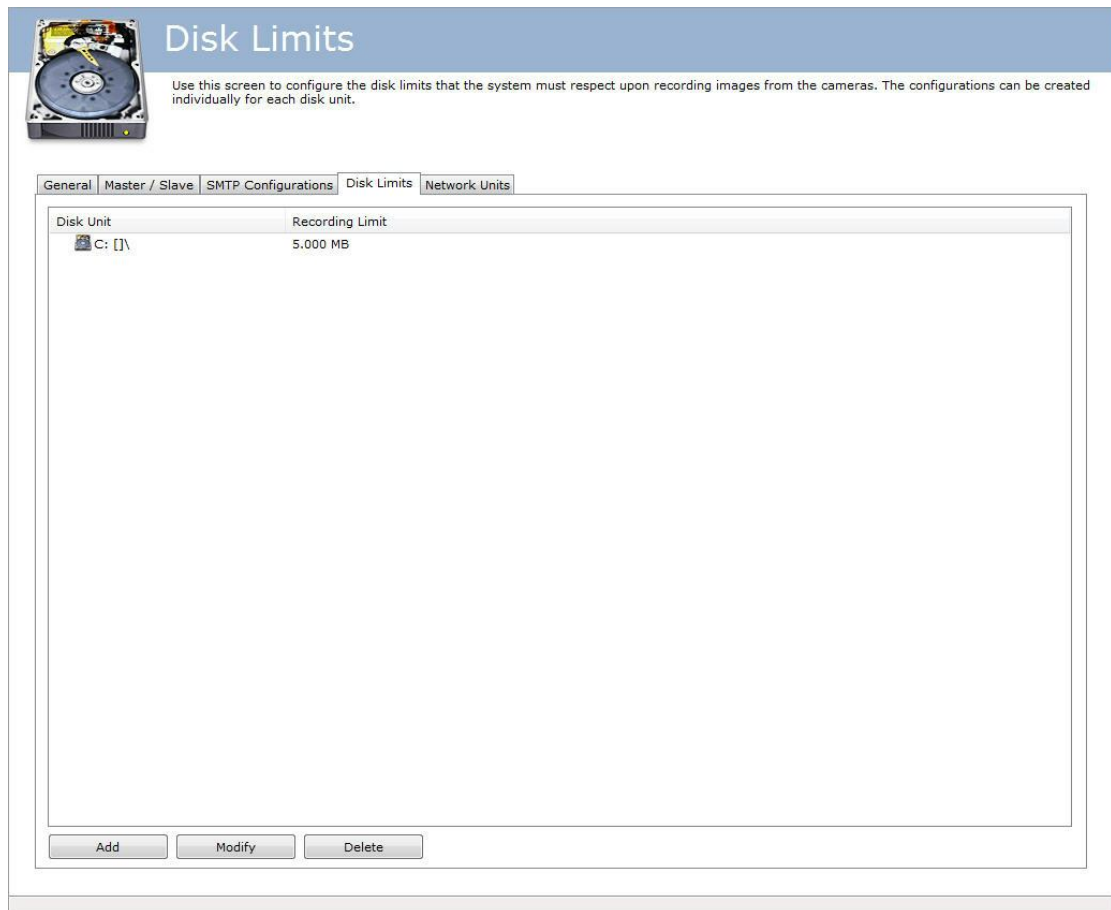 Disk Limits
Use this screen to configure the disk limits that the system must respect upon recording images from the cameras. The configurations can be created
individually for each disk unit.
General Master / Slave SMTP Configurations Disk Limits Network Units
Disk Unit Recording Limit
C: []\ 5.000 MB
Add Modify Delete